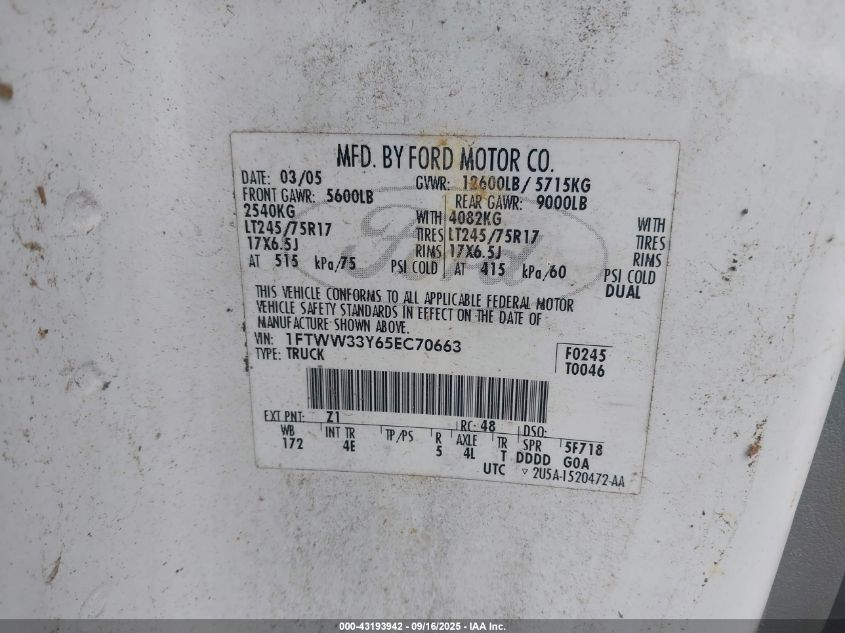 MFD. BY FORD MOTOR CO.
DATE: 03/05 GVWR: 12600LB/ 5715KG
FRONT GAWR: 5600LB REAR GAWR: 9000LB
2540KG WITH 4082KG WITH
LT245/75R17 TIRES LT245/75R17 TIRES
17X6.5J RIMS 17X6.5J RIMS
AT 515 kPa/75 PSI COLD AT 415 kPa/60 PSI COLD
DUAL
Ford
THIS VEHICLE CONFORMS TO ALL APPLICABLE FEDERAL MOTOR
VEHICLE SAFETY STANDARDS IN EFFECT ON THE DATE OF
MANUFACTURE SHOWN ABOVE.
VIN: 1FTWW33Y65EC70663
TYPE: TRUCK
F0245
T0046
EXT PNT: Z1 RC: 48 DSO:
WB INT TR TP/PS R AXLE TR SPR 5F718
172 4E 5 4L T DDDD GOA
UTC ▿ 2U5A-1520472-AA
000-43193942 - 09/16/2025 - IAA Inc.